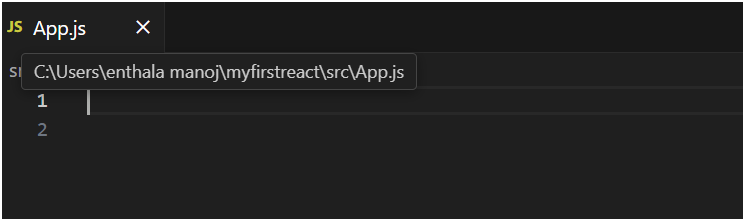 JS App.js
C:\Users\enthala manoj\myfirstreact\src\App.js
1
2